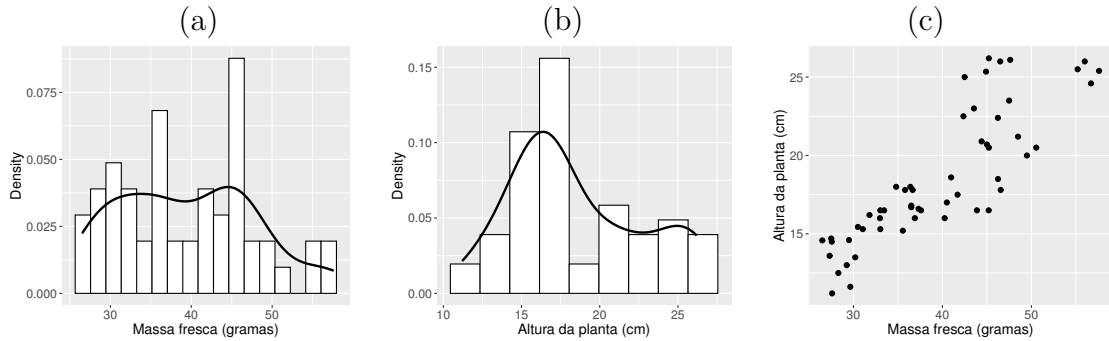 (a)
Density
0.075
0.050
0.025
0.000
30
40
50
Massa fresca (gramas)
(b)
Density
0.15
0.10
0.05
0.00
10
15
20
25
Altura da planta (cm)
(c)
Altura da planta (cm)
25
20
15
30
40
50
Massa fresca (gramas)